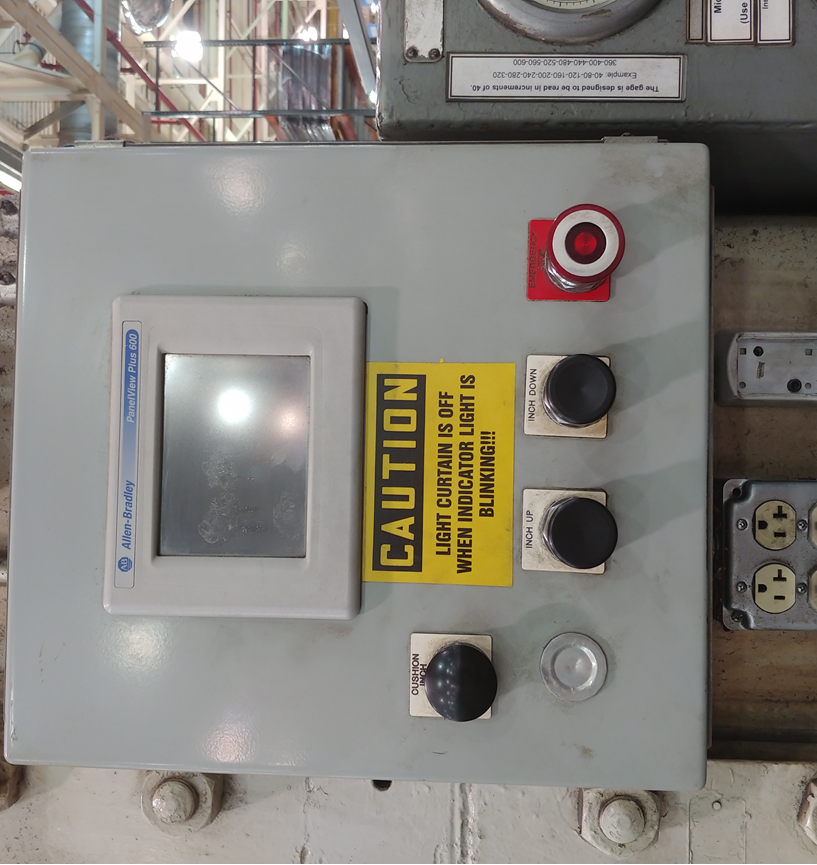 The gage is designed to be read in increments of 40.
Example: 40-80-120-160-200-240-280-320
360-400-440-480-520-560-600
(Use
Allen-Bradley
PanelView Plus 600
CAUTION
LIGHT CURTAIN IS OFF
WHEN INDICATOR LIGHT IS
BLINKING!!!
EMERGENCY
INCH DOWN
INCH UP
CUSHION
INCH